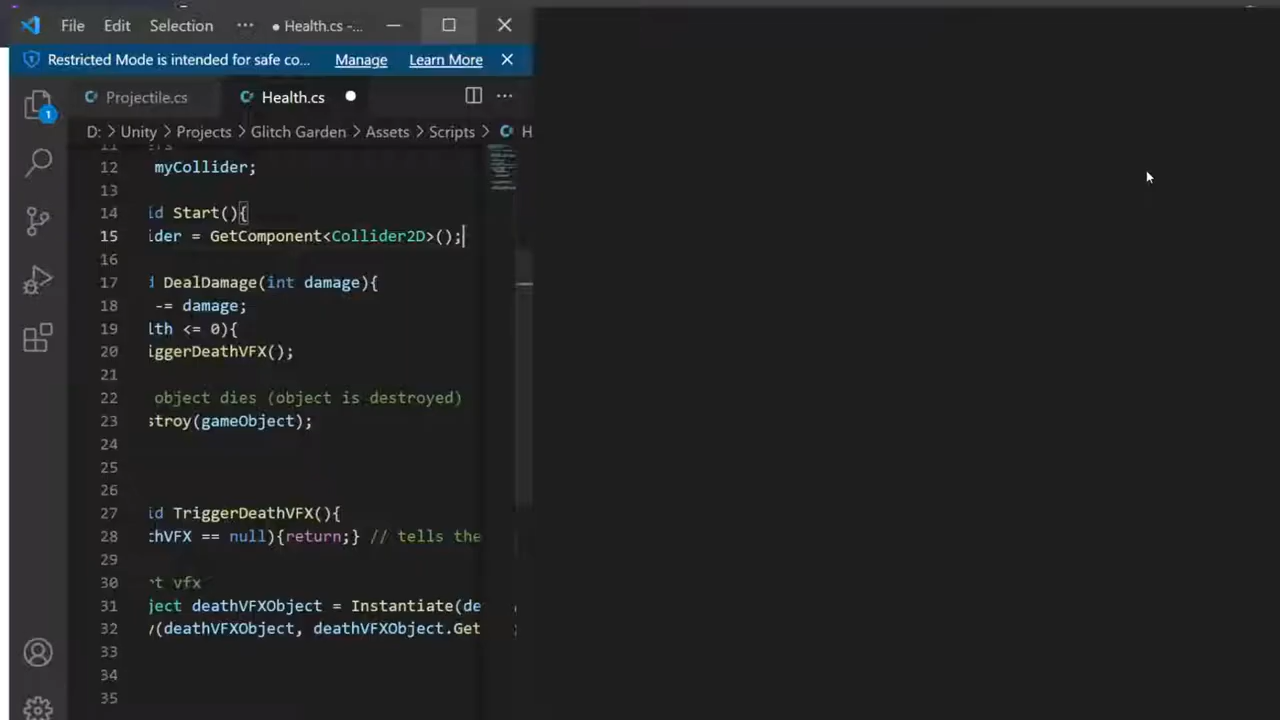 File Edit Selection ··· ● Health.cs -...
Restricted Mode is intended for safe co... Manage Learn More
Projectile.cs Health.cs ●
D: > Unity > Projects > Glitch Garden > Assets > Scripts > H
11
12 myCollider;
13
14 id Start(){
15 ider = GetComponent<Collider2D>();
16
17 DealDamage(int damage){
18 -= damage;
19 lth <= 0){
20 iggerDeathVFX();
21
22 object dies (object is destroyed)
23 stroy(gameObject);
24
25
26
27 id TriggerDeathVFX(){
28 thVFX == null){return;} // tells the
29
30 vfx
31 ject deathVFXObject = Instantiate(de
32 y(deathVFXObject, deathVFXObject.Get
33
34
35
1